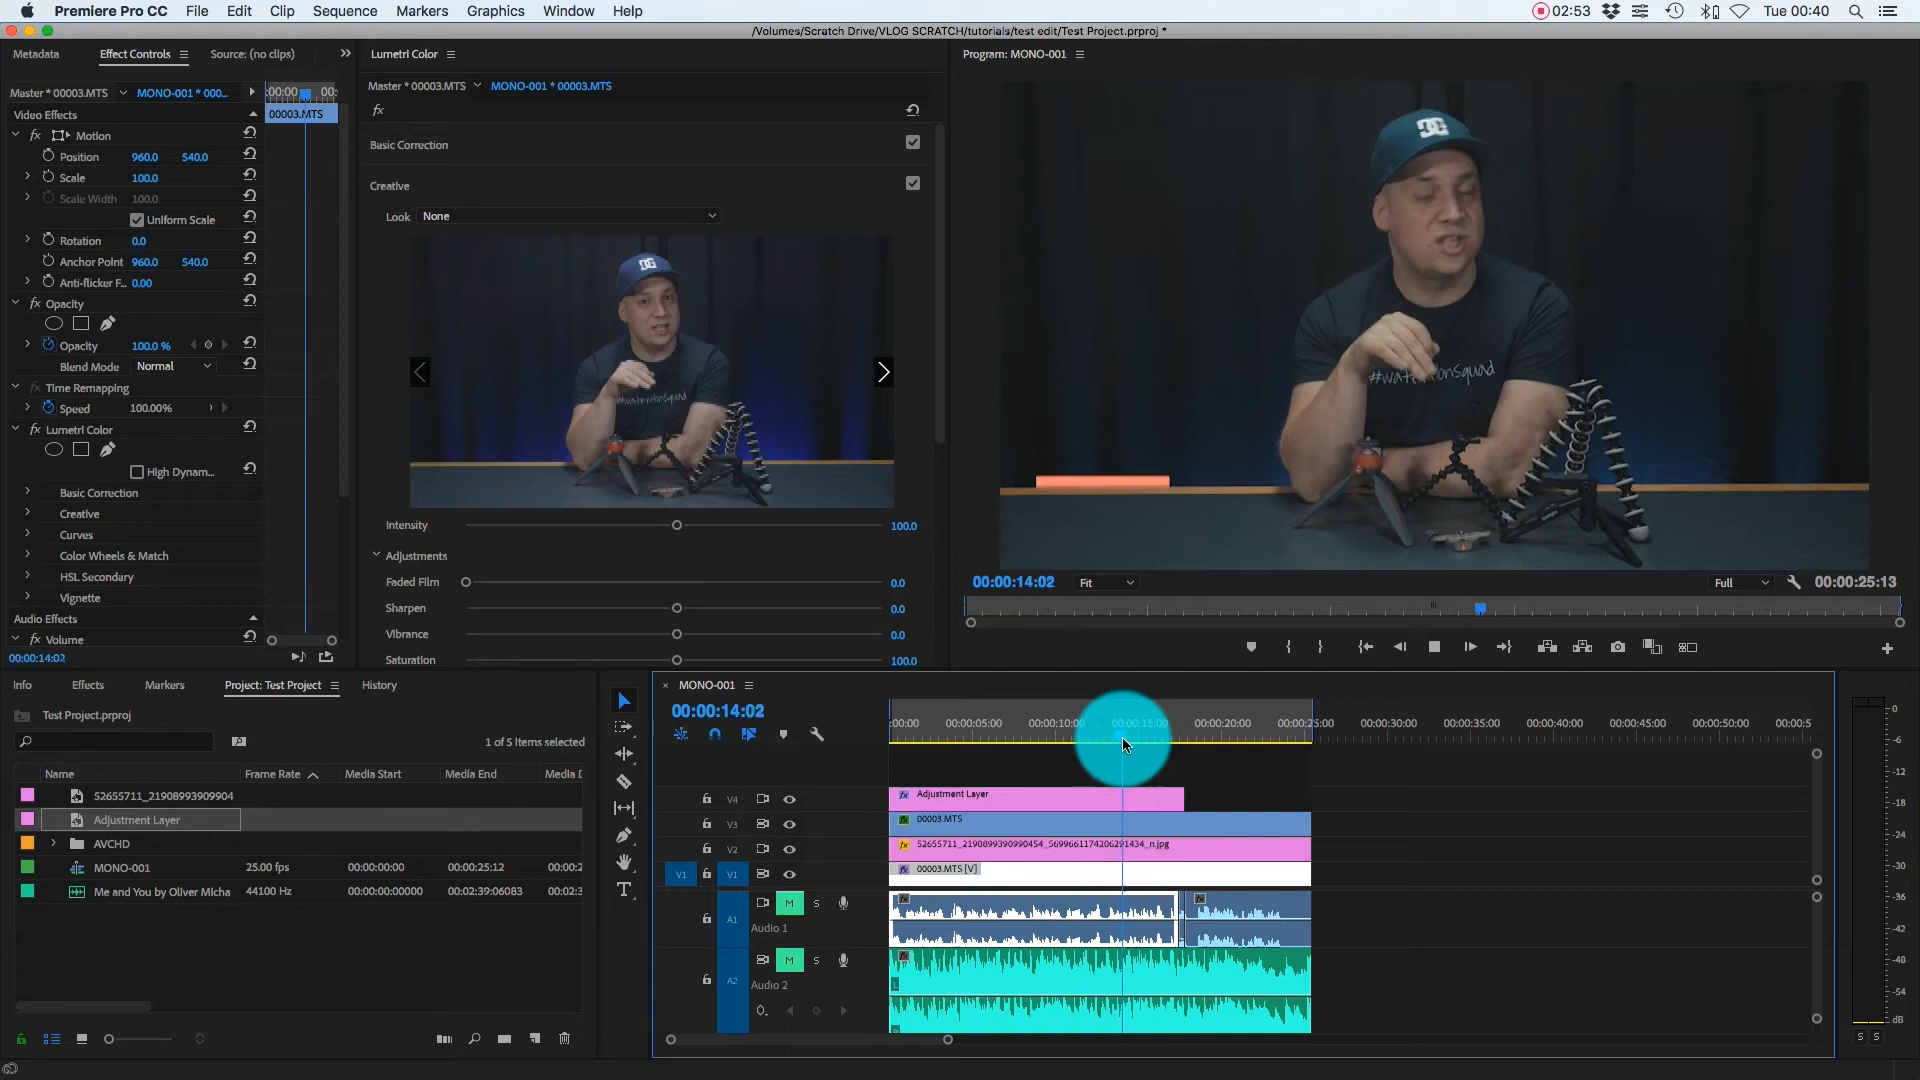 Premiere Pro CC File Edit Clip Sequence Markers Graphics Window Help 02:53 Tue 00:40
/Volumes/Scratch Drive/VLOG SCRATCH/tutorials/test edit/Test Project.prproj *
Metadata Effect Controls Source: (no clips)
Master * 00003.MTS MONO-001 * 000... :00:00 00:
Video Effects 00003.MTS
fx Motion
Position 960.0 540.0
Scale 100.0
Scale Width 100.0
Uniform Scale
Rotation 0.0
Anchor Point 960.0 540.0
Anti-flicker F... 0.00
fx Opacity
Opacity 100.0 %
Blend Mode Normal
fx Time Remapping
Speed 100.00%
fx Lumetri Color
High Dynam...
Basic Correction
Creative
Curves
Color Wheels & Match
HSL Secondary
Vignette
Audio Effects
fx Volume
00:00:14:02
Lumetri Color
Master * 00003.MTS MONO-001 * 00003.MTS
fx
Basic Correction
Creative
Look None
DC
Intensity 100.0
Adjustments
Faded Film 0.0
Sharpen 0.0
Vibrance 0.0
Saturation 100.0
Program: MONO-001
DC
00:00:14:02 Fit Full 00:00:25:13
Info Effects Markers Project: Test Project History
Test Project.prproj
1 of 5 items selected
Name Frame Rate Media Start Media End Media D
52655711_21908993909904
Adjustment Layer
AVCHD
MONO-001 25.00 fps 00:00:00:00 00:00:25:12 00:00:2
Me and You by Oliver Micha 44100 Hz 00:00:00:00000 00:02:39:06083 00:02:3
MONO-001
00:00:14:02
:00:00 00:00:05:00 00:00:10:00 00:00:15:00 00:00:20:00 00:00:25:00 00:00:30:00 00:00:35:00 00:00:40:00 00:00:45:00 00:00:50:00 00:00:5
V4 fx Adjustment Layer
V3 fx 00003.MTS
V2 fx 52655711_2190899390990454_5699661174206291434_n.jpg
V1 V1 fx 00003.MTS [V]
A1 M S
Audio 1
A2 M S
Audio 2
L
0
-6
-12
-18
-24
-30
-36
-42
-48
-54
dB
S S